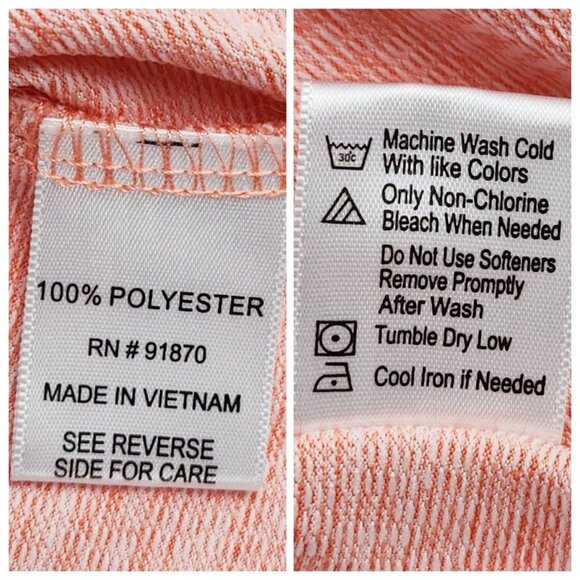 100% POLYESTER
RN # 91870
MADE IN VIETNAM
SEE REVERSE
SIDE FOR CARE
30c
Machine Wash Cold
With like Colors
Only Non-Chlorine
Bleach When Needed
Do Not Use Softeners
Remove Promptly
After Wash
Tumble Dry Low
Cool Iron if Needed